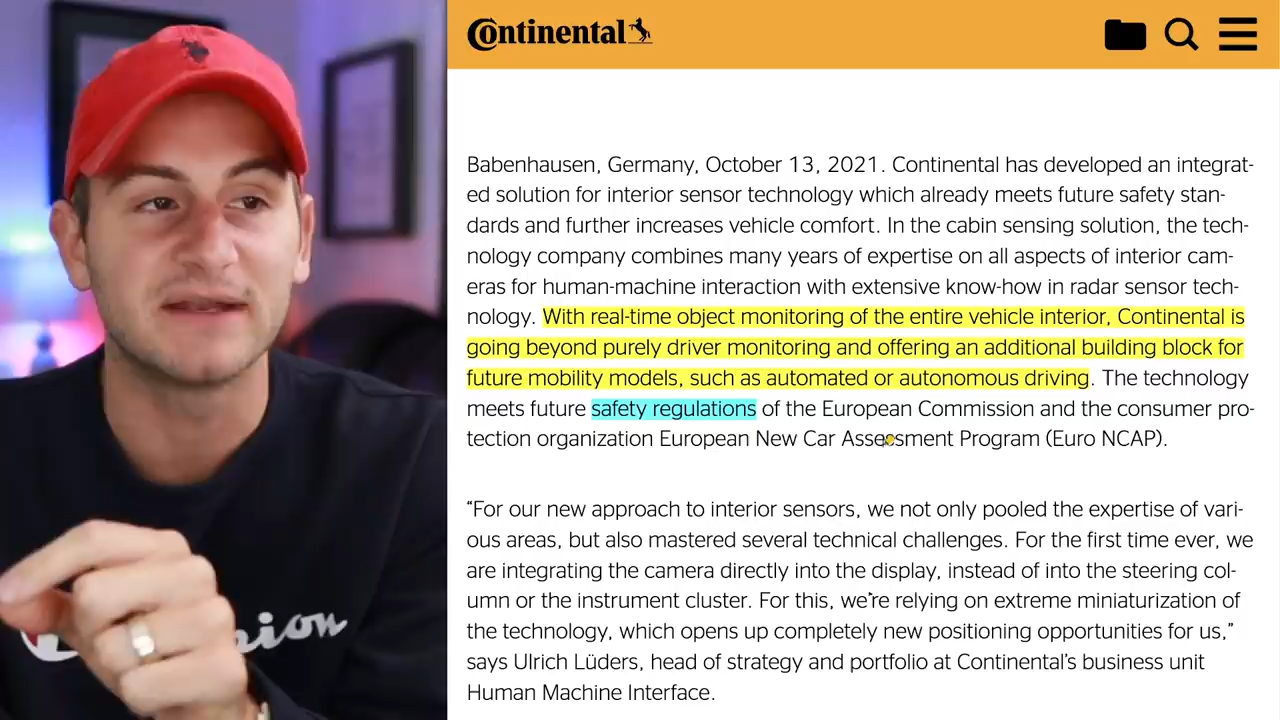 Continental
Babenhausen, Germany, October 13, 2021. Continental has developed an integrat-
ed solution for interior sensor technology which already meets future safety stan-
dards and further increases vehicle comfort. In the cabin sensing solution, the tech-
nology company combines many years of expertise on all aspects of interior cam-
eras for human-machine interaction with extensive know-how in radar sensor tech-
nology. With real-time object monitoring of the entire vehicle interior, Continental is
going beyond purely driver monitoring and offering an additional building block for
future mobility models, such as automated or autonomous driving. The technology
meets future safety regulations of the European Commission and the consumer pro-
tection organization European New Car Assessment Program (Euro NCAP).
“For our new approach to interior sensors, we not only pooled the expertise of vari-
ous areas, but also mastered several technical challenges. For the first time ever, we
are integrating the camera directly into the display, instead of into the steering col-
umn or the instrument cluster. For this, we’re relying on extreme miniaturization of
the technology, which opens up completely new positioning opportunities for us,”
says Ulrich Lüders, head of strategy and portfolio at Continental’s business unit
Human Machine Interface.